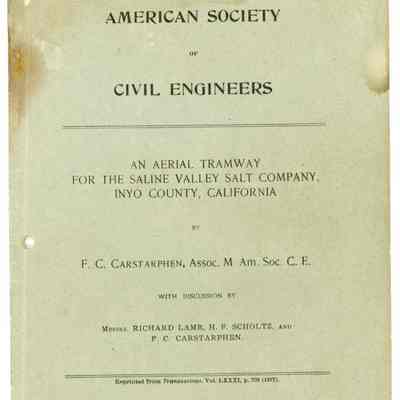 AMERICAN SOCIETY
OF
CIVIL ENGINEERS
AN AERIAL TRAMWAY
FOR THE SALINE VALLEY SALT COMPANY,
INYO COUNTY, CALIFORNIA
BY
F. C. CARSTARPHEN, ASSOC. M AM. SOC. C. E.
WITH DISCUSSION BY
MESSRS. RICHARD LAMB, H. F. SCHOLTZ, AND
F. C. CARSTARPHEN.
Reprinted from Transactions, Vol. LXXXI, p. 709 (1917).